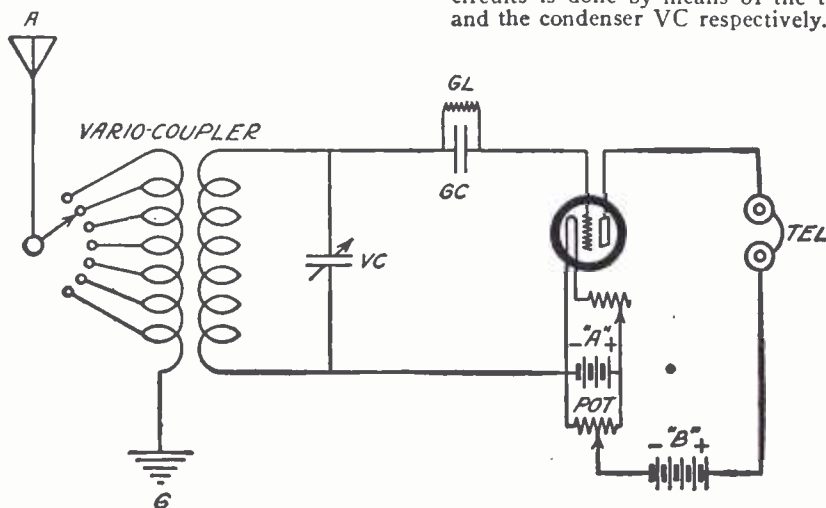 circuits is done by means of the
and the condenser VC respectively.
A
VARIO-COUPLER
GL
GC
VC
TEL
- "A" +
POT
- "B" +
G